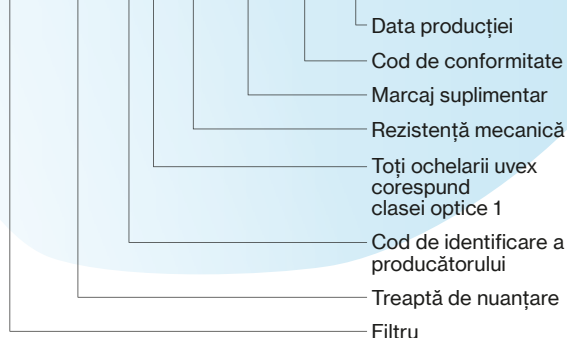 Data producției
Cod de conformitate
Marcaj suplimentar
Rezistență mecanică
Toți ochelarii uvex
corespund
clasei optice 1
Cod de identificare a
producătorului
Treaptă de nuanțare
Filtru